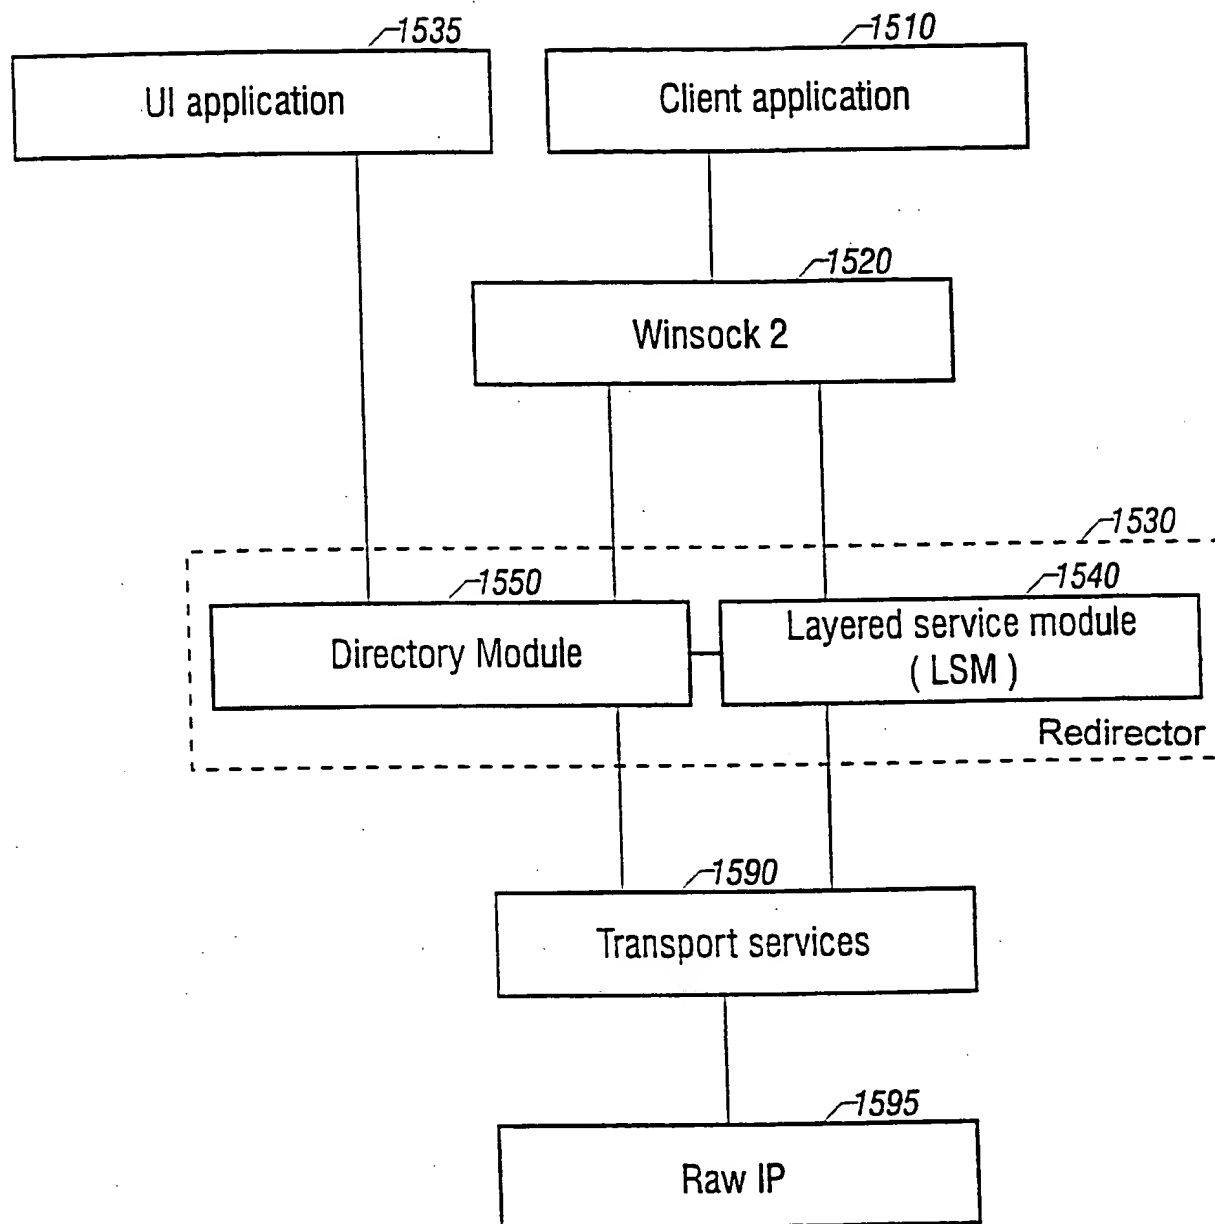 1535
1510
UI application
Client application
1520
Winsock 2
1530
1550
1540
Directory Module
Layered service module
( LSM )
Redirector
1590
Transport services
1595
Raw IP